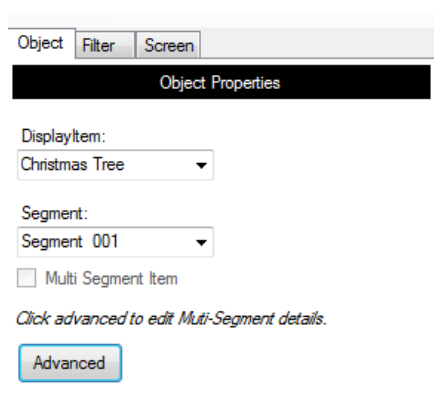 Object Filter Screen
Object Properties
DisplayItem:
Christmas Tree
Segment:
Segment 001
Multi Segment Item
Click advanced to edit Muti-Segment details.
Advanced